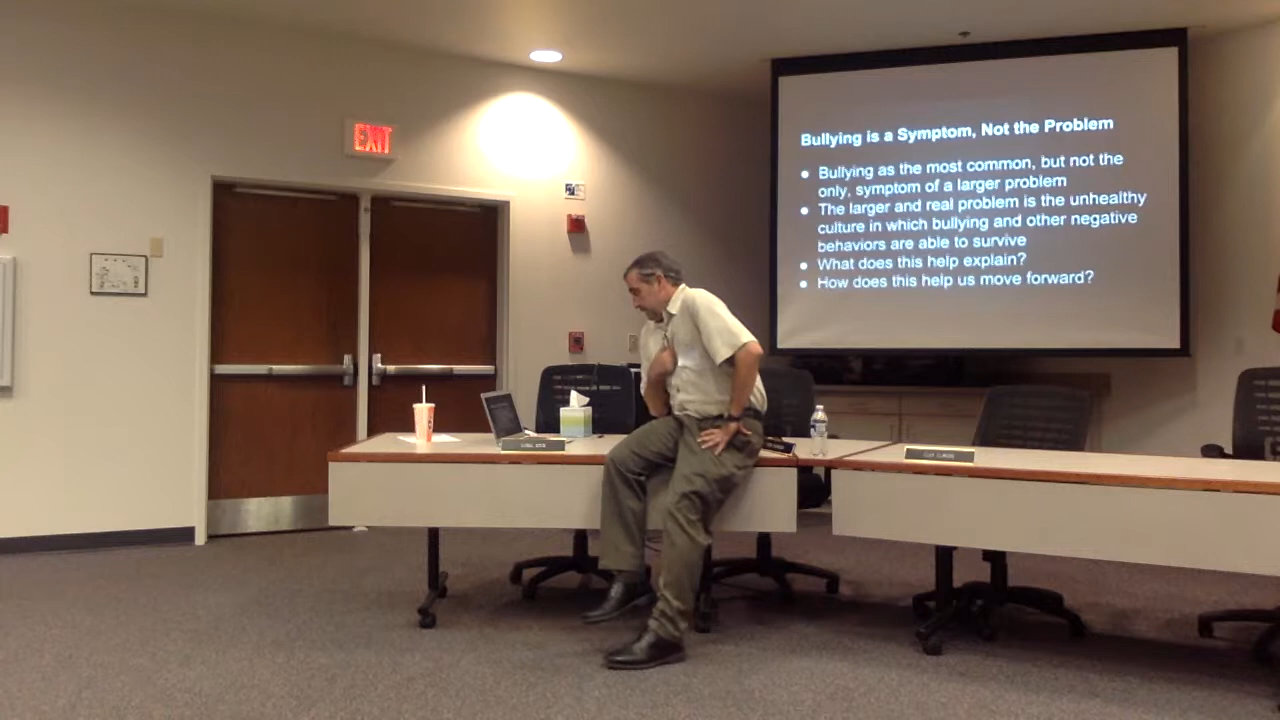 EXIT
Bullying is a Symptom, Not the Problem
● Bullying as the most common, but not the
only, symptom of a larger problem
● The larger and real problem is the unhealthy
culture in which bullying and other negative
behaviors are able to survive
● What does this help explain?
● How does this help us move forward?